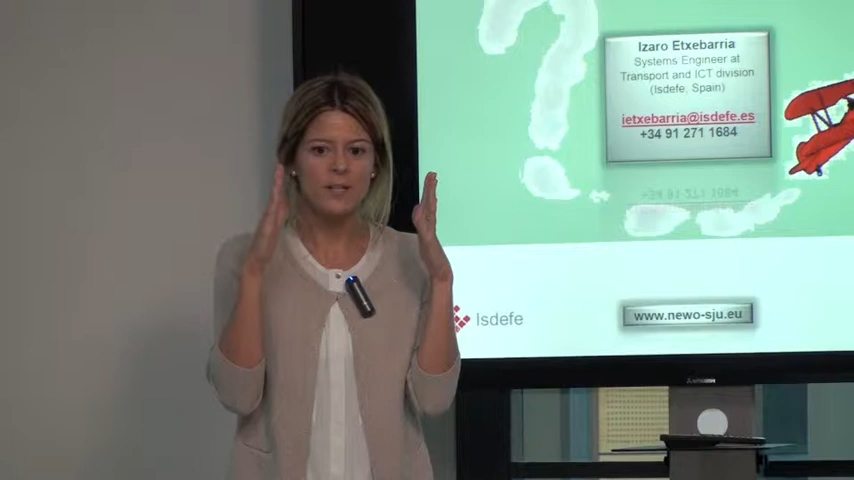 Izaro Etxebarria
Systems Engineer at
Transport and ICT division
(Isdefe, Spain)
ietxebarria@isdefe.es
+34 91 271 1684
Isdefe
www.newo-sju.eu